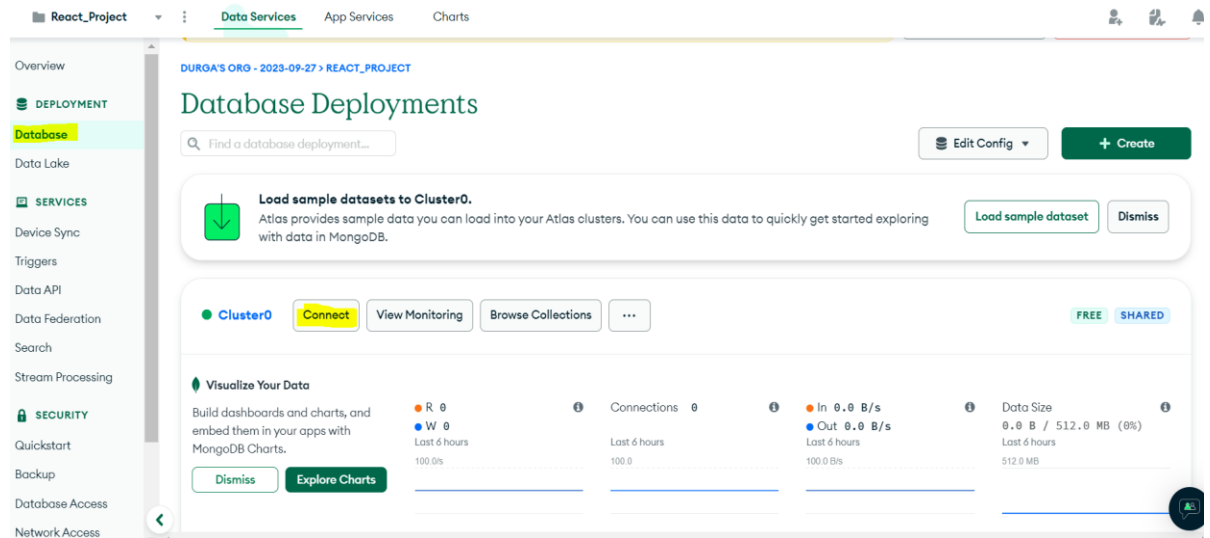 React_Project
Data Services
App Services
Charts
Overview
DEPLOYMENT
Database
Data Lake
SERVICES
Device Sync
Triggers
Data API
Data Federation
Search
Stream Processing
SECURITY
Quickstart
Backup
Database Access
Network Access
DURGA'S ORG - 2023-09-27 > REACT_PROJECT
Database Deployments
Find a database deployment...
Edit Config
+ Create
Load sample datasets to Cluster0.
Atlas provides sample data you can load into your Atlas clusters. You can use this data to quickly get started exploring
with data in MongoDB.
Load sample dataset
Dismiss
Cluster0
Connect
View Monitoring
Browse Collections
...
FREE
SHARED
Visualize Your Data
Build dashboards and charts, and
embed them in your apps with
MongoDB Charts.
Dismiss
Explore Charts
R 0
W 0
Last 6 hours
100.0/s
Connections 0
Last 6 hours
100.0
In 0.0 B/s
Out 0.0 B/s
Last 6 hours
100.0 B/s
Data Size
0.0 B / 512.0 MB (0%)
Last 6 hours
512.0 MB